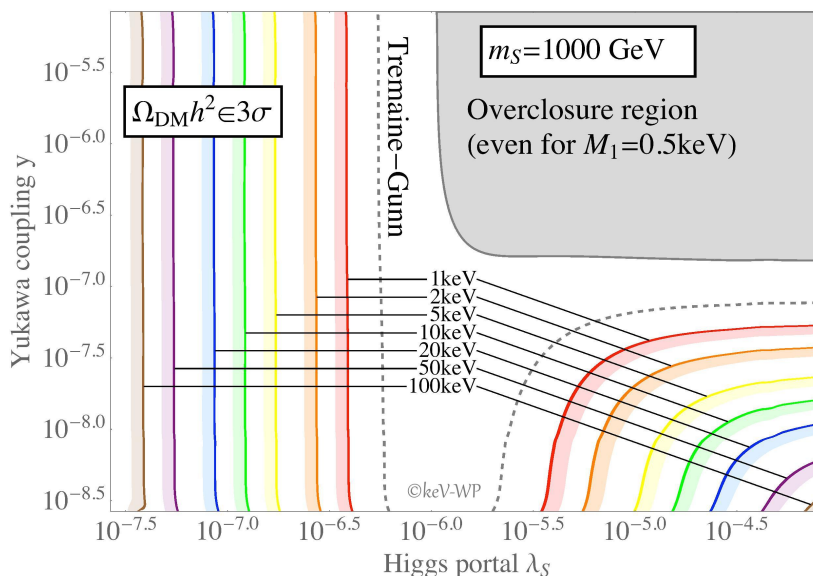 m_S=1000 GeV
Ω_DM h²∈3σ
Overclosure region
(even for M₁=0.5keV)
Tremaine–Gunn
1keV
2keV
5keV
10keV
20keV
50keV
100keV
©keV-WP
Yukawa coupling y
10^-5.5
10^-6.0
10^-6.5
10^-7.0
10^-7.5
10^-8.0
10^-8.5
10^-7.5
10^-7.0
10^-6.5
10^-6.0
10^-5.5
10^-5.0
10^-4.5
Higgs portal λ_S